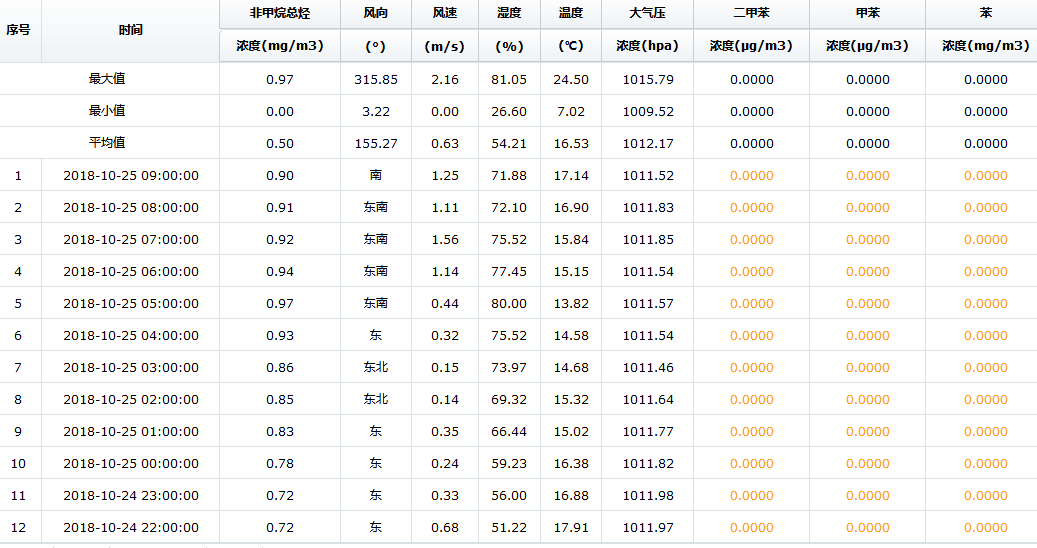 序号 时间 非甲烷总烃 风向 风速 湿度 温度 大气压 二甲苯 甲苯 苯
浓度(mg/m3) (°) (m/s) (%) (℃) 浓度(hpa) 浓度(μg/m3) 浓度(μg/m3) 浓度(mg/m3)
最大值 0.97 315.85 2.16 81.05 24.50 1015.79 0.0000 0.0000 0.0000
最小值 0.00 3.22 0.00 26.60 7.02 1009.52 0.0000 0.0000 0.0000
平均值 0.50 155.27 0.63 54.21 16.53 1012.17 0.0000 0.0000 0.0000
1 2018-10-25 09:00:00 0.90 南 1.25 71.88 17.14 1011.52 0.0000 0.0000 0.0000
2 2018-10-25 08:00:00 0.91 东南 1.11 72.10 16.90 1011.83 0.0000 0.0000 0.0000
3 2018-10-25 07:00:00 0.92 东南 1.56 75.52 15.84 1011.85 0.0000 0.0000 0.0000
4 2018-10-25 06:00:00 0.94 东南 1.14 77.45 15.15 1011.54 0.0000 0.0000 0.0000
5 2018-10-25 05:00:00 0.97 东南 0.44 80.00 13.82 1011.57 0.0000 0.0000 0.0000
6 2018-10-25 04:00:00 0.93 东 0.32 75.52 14.58 1011.54 0.0000 0.0000 0.0000
7 2018-10-25 03:00:00 0.86 东北 0.15 73.97 14.68 1011.46 0.0000 0.0000 0.0000
8 2018-10-25 02:00:00 0.85 东北 0.14 69.32 15.32 1011.64 0.0000 0.0000 0.0000
9 2018-10-25 01:00:00 0.83 东 0.35 66.44 15.02 1011.77 0.0000 0.0000 0.0000
10 2018-10-25 00:00:00 0.78 东 0.24 59.23 16.38 1011.82 0.0000 0.0000 0.0000
11 2018-10-24 23:00:00 0.72 东 0.33 56.00 16.88 1011.98 0.0000 0.0000 0.0000
12 2018-10-24 22:00:00 0.72 东 0.68 51.22 17.91 1011.97 0.0000 0.0000 0.0000